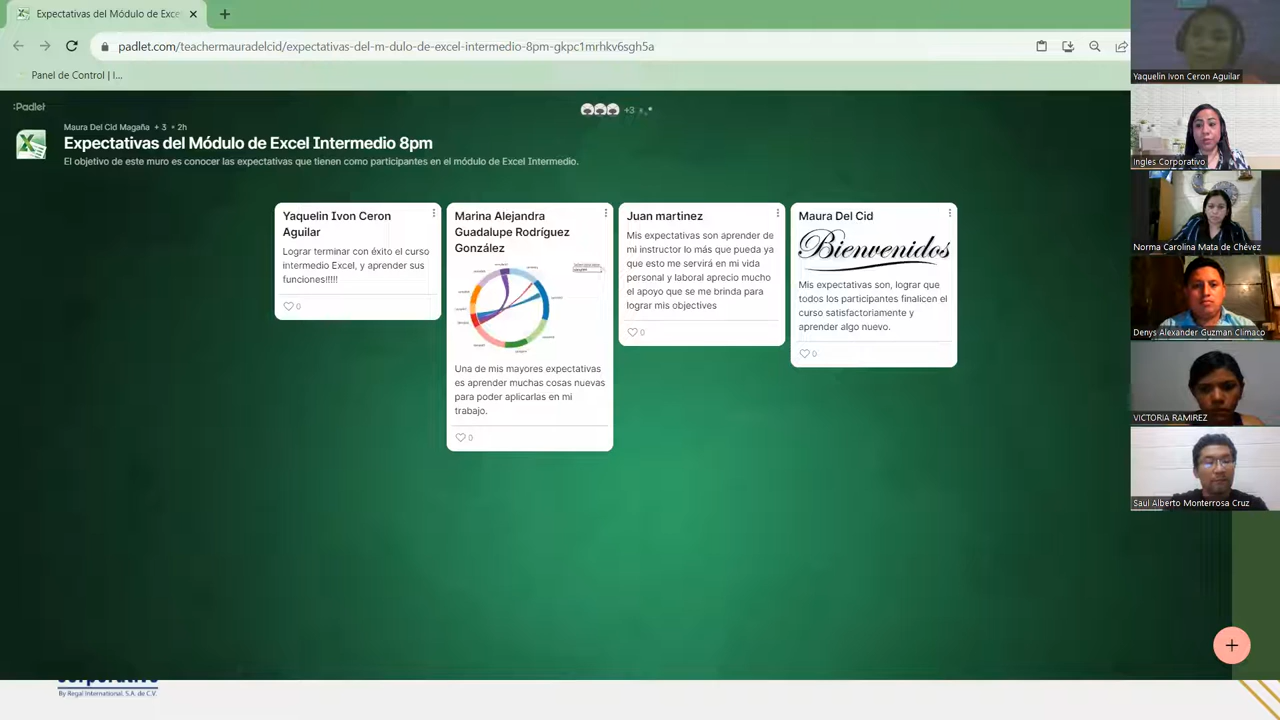 Expectativas del Módulo de Exce
padlet.com/teachermauradelcid/expectativas-del-m-dulo-de-excel-intermedio-8pm-gkpc1mrhkv6sgh5a
Panel de Control | I...
:Padlet
+3
Maura Del Cid Magaña + 3 • 2h
Expectativas del Módulo de Excel Intermedio 8pm
El objetivo de este muro es conocer las expectativas que tienen como participantes en el módulo de Excel Intermedio.
Yaquelin Ivon Ceron
Aguilar
Lograr terminar con éxito el curso
intermedio Excel, y aprender sus
funciones!!!!!
0
Marina Alejandra
Guadalupe Rodríguez
González
Una de mis mayores expectativas
es aprender muchas cosas nuevas
para poder aplicarlas en mi
trabajo.
0
Juan martinez
Mis expectativas son aprender de
mi instructor lo más que pueda ya
que esto me servirá en mi vida
personal y laboral aprecio mucho
el apoyo que se me brinda para
lograr mis objectives
0
Maura Del Cid
Bienvenidos
Mis expectativas son, lograr que
todos los participantes finalicen el
curso satisfactoriamente y
aprender algo nuevo.
0
Yaquelin Ivon Ceron Aguilar
Ingles Corporativo
Norma Carolina Mata de Chévez
Denys Alexander Guzman Climaco
VICTORIA RAMIREZ
Saul Alberto Monterrosa Cruz
By Regal International, S.A. de C.V.